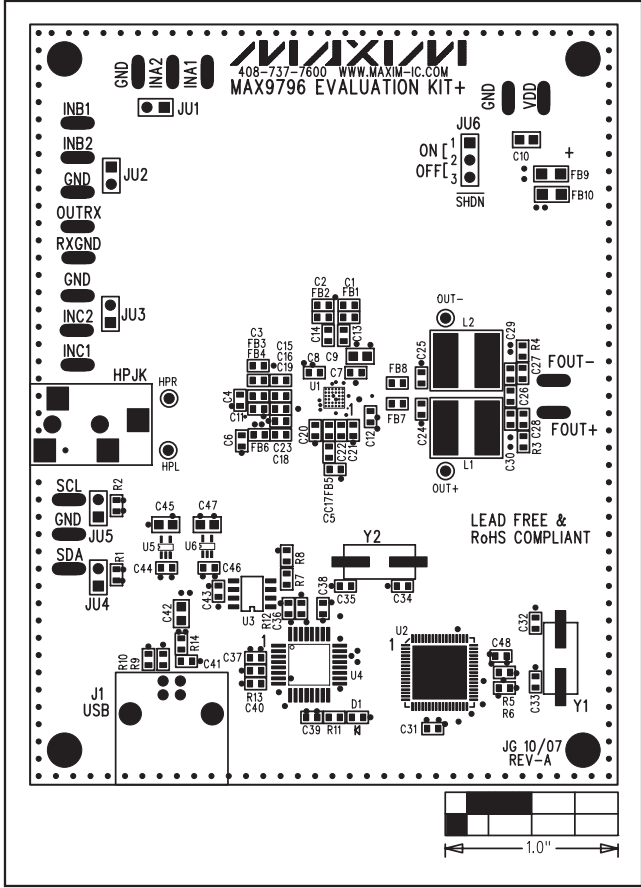 MAXIM
408-737-7600 WWW.MAXIM-IC.COM
MAX9796 EVALUATION KIT+
GND
INA2
INA1
JU1
INB1
INB2
GND
JU2
OUTRX
RXGND
GND
INC2
JU3
INC1
GND
VDD
JU6
ON [
OFF [
1
2
3
SHDN
C10
+
FB9
FB10
C2
FB2
C1
FB1
C14
C13
C3
FB3
FB4
C15
C16
C19
C8
C9
C7
U1
1
C4
C11
C6
FB6
C23
C18
C20
C22
C21
C12
C17
FB5
C5
OUT-
L2
C25
FB8
FB7
C24
L1
OUT+
C29
R4
C27
C26
C28
R3
C30
FOUT-
FOUT+
HPJK
HPR
HPL
SCL
GND
SDA
R2
JU5
R1
JU4
C45
C47
U5
U6
C44
C46
C43
U3
LEAD FREE &
RoHS COMPLIANT
Y2
R8
R7
C38
C35
C34
R12
C36
C42
R14
C41
R10
R9
C37
R13
C40
1
U4
U2
1
C48
R5
R6
C32
C33
Y1
J1
USB
C39
R11
D1
C31
JG 10/07
REV-A
1.0"